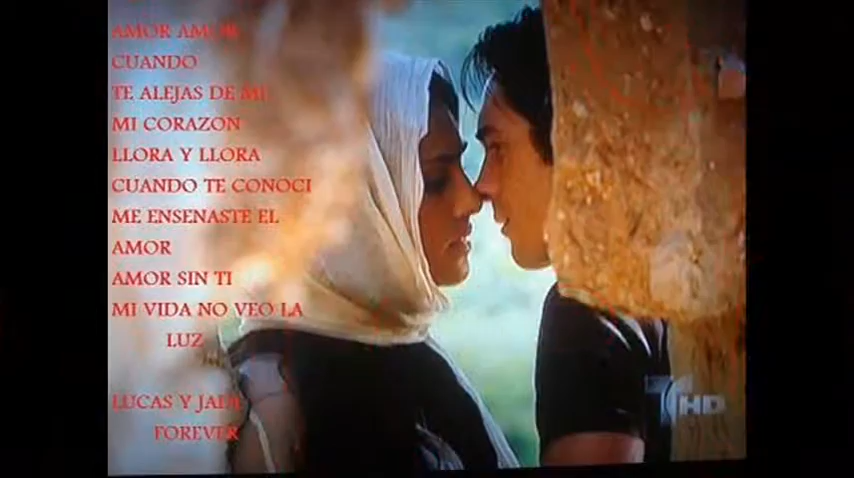 AMOR AMOR
CUANDO
TE ALEJAS DE MI
MI CORAZON
LLORA Y LLORA
CUANDO TE CONOCI
ME ENSENASTE EL
AMOR
AMOR SIN TI
MI VIDA NO VEO LA
LUZ
LUCAS Y JADE
FOREVER
HD